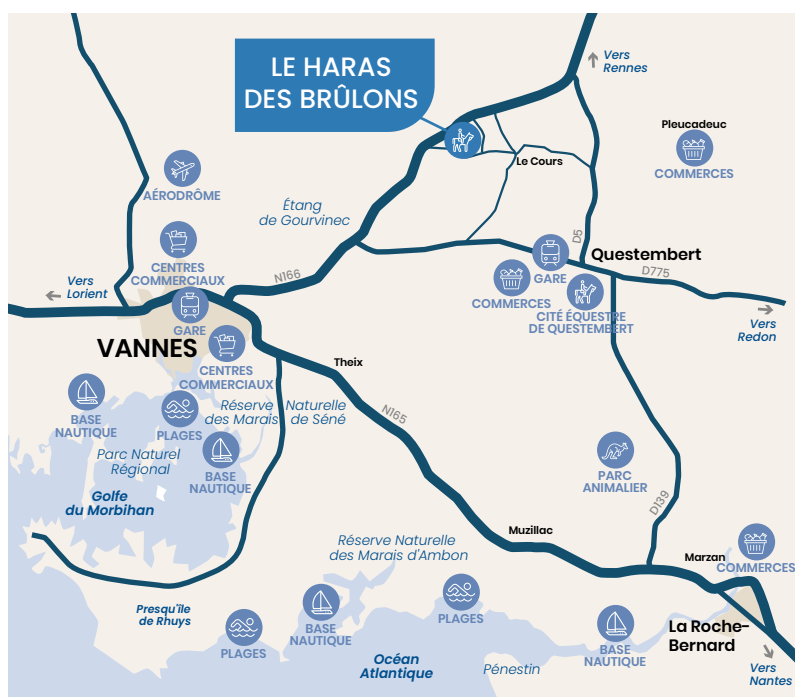 LE HARAS
DES BRÛLONS
Vers
Rennes
Pleucadeuc
COMMERCES
Le Cours
AÉRODRÔME
Étang
de Gourvinec
CENTRES
COMMERCIAUX
Vers
Lorient
N166
D5
Questembert
GARE
D775
COMMERCES
CITÉ ÉQUESTRE
DE QUESTEMBERT
Vers
Redon
GARE
VANNES
CENTRES
COMMERCIAUX
Theix
N165
BASE
NAUTIQUE
PLAGES
Réserve Naturelle
des Marais de Séné
Parc Naturel
Régional
BASE
NAUTIQUE
Golfe
du Morbihan
PARC
ANIMALIER
D139
Muzillac
Réserve Naturelle
des Marais d'Ambon
Marzan
COMMERCES
Presqu'île
de Rhuys
PLAGES
BASE
NAUTIQUE
PLAGES
BASE
NAUTIQUE
La Roche-
Bernard
Océan
Atlantique
Pénestin
Vers
Nantes